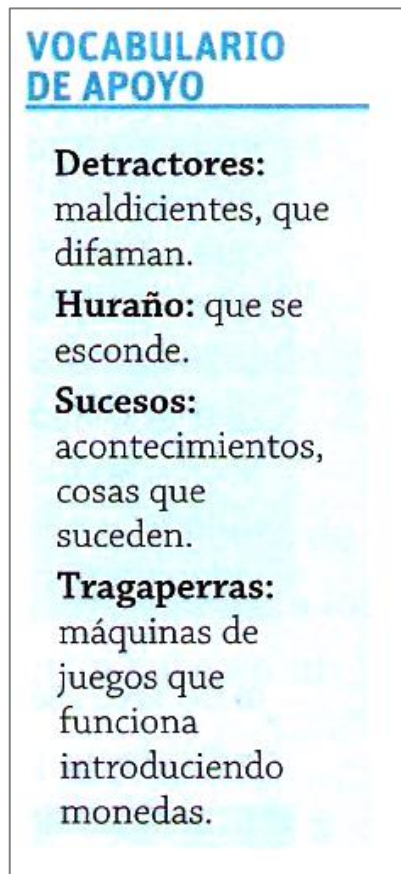 VOCABULARIO
DE APOYO
Detractores:
maldicientes, que
difaman.
Huraño: que se
esconde.
Sucesos:
acontecimientos,
cosas que
suceden.
Tragaperras:
máquinas de
juegos que
funciona
introduciendo
monedas.